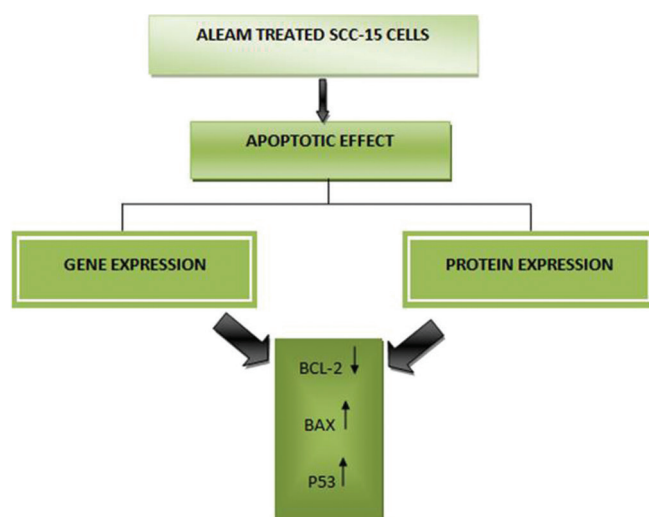 ALEAM TREATED SCC-15 CELLS
APOPTOTIC EFFECT
GENE EXPRESSION
PROTEIN EXPRESSION
BCL-2
BAX
P53